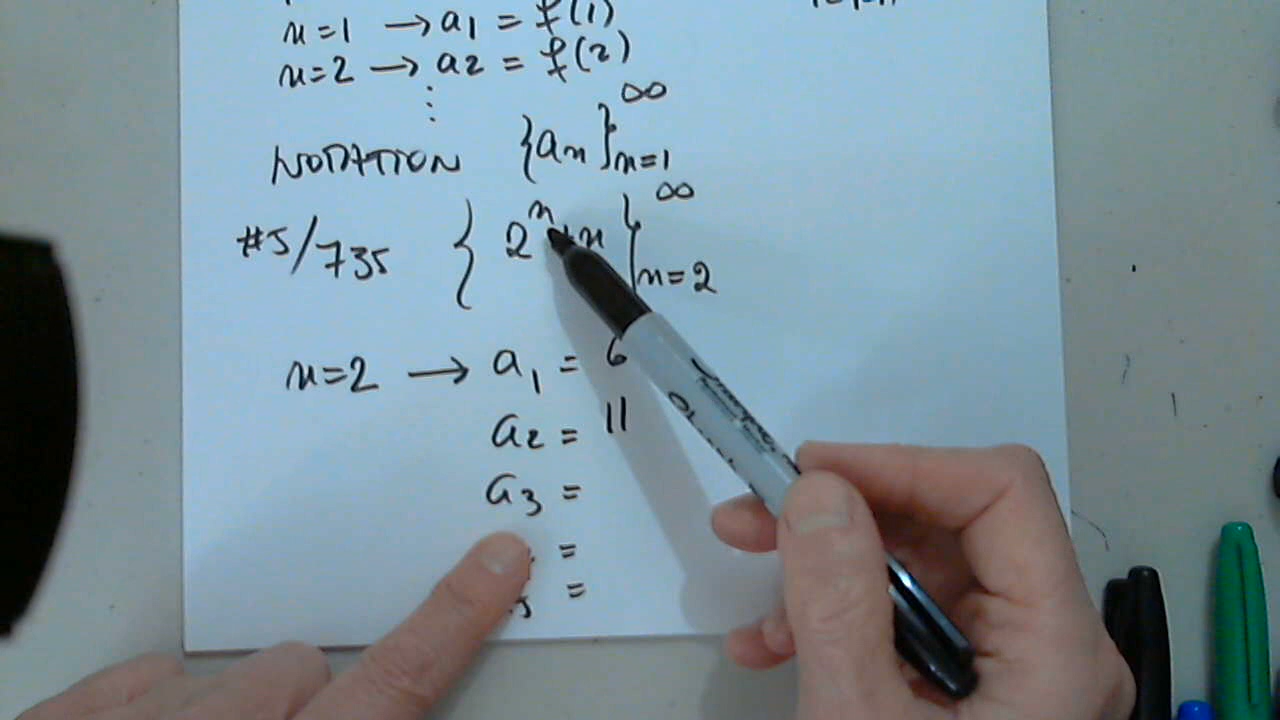 n=1 → a1 = f(1)
n=2 → a2 = f(2)
⋮
NOTATION {an}∞n=1
#5/735 { 2^n+n }∞n=2
n=2 → a1 = 6
a2 = 11
a3 =
=
=